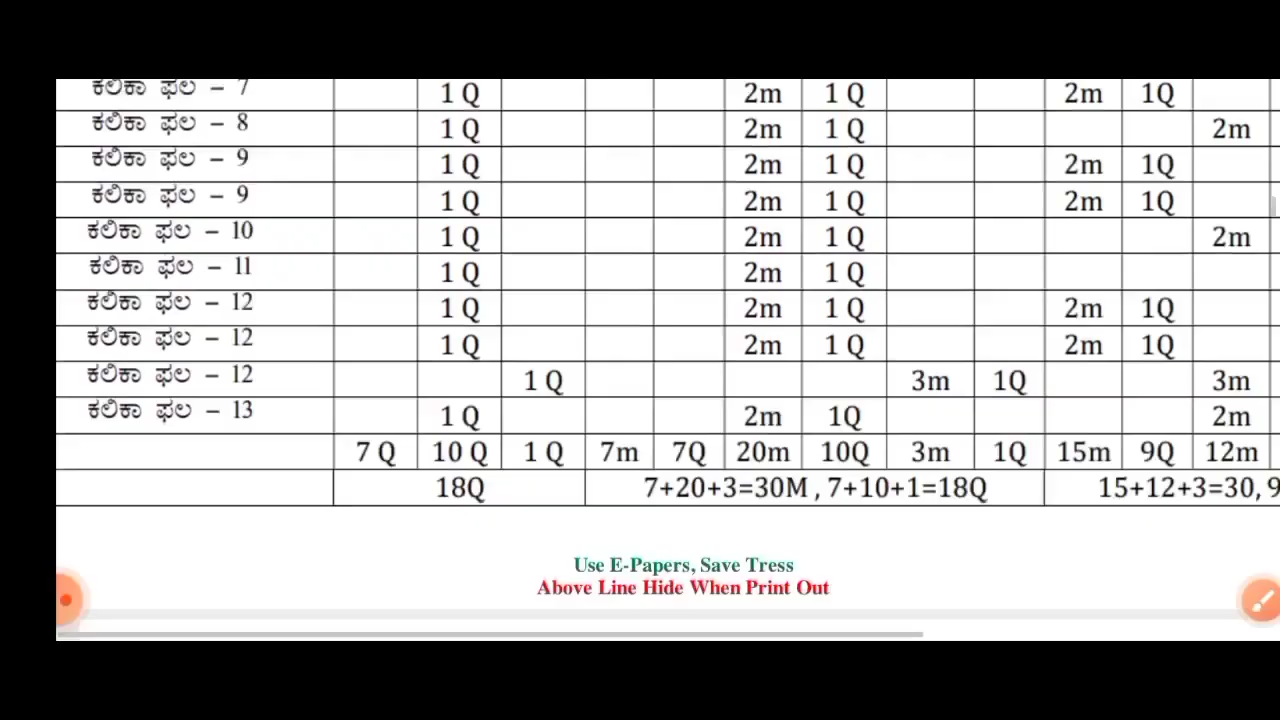 ಕಲಿಕಾ ಫಲ – 7 1 Q 2m 1 Q 2m 1Q
ಕಲಿಕಾ ಫಲ – 8 1 Q 2m 1 Q 2m
ಕಲಿಕಾ ಫಲ – 9 1 Q 2m 1 Q 2m 1Q
ಕಲಿಕಾ ಫಲ – 9 1 Q 2m 1 Q 2m 1Q
ಕಲಿಕಾ ಫಲ – 10 1 Q 2m 1 Q 2m
ಕಲಿಕಾ ಫಲ – 11 1 Q 2m 1 Q
ಕಲಿಕಾ ಫಲ – 12 1 Q 2m 1 Q 2m 1Q
ಕಲಿಕಾ ಫಲ – 12 1 Q 2m 1 Q 2m 1Q
ಕಲಿಕಾ ಫಲ – 12 1 Q 3m 1Q 3m
ಕಲಿಕಾ ಫಲ – 13 1 Q 2m 1Q 2m
7 Q 10 Q 1 Q 7m 7Q 20m 10Q 3m 1Q 15m 9Q 12m
18Q 7+20+3=30M , 7+10+1=18Q 15+12+3=30, 9
Use E-Papers, Save Tress
Above Line Hide When Print Out